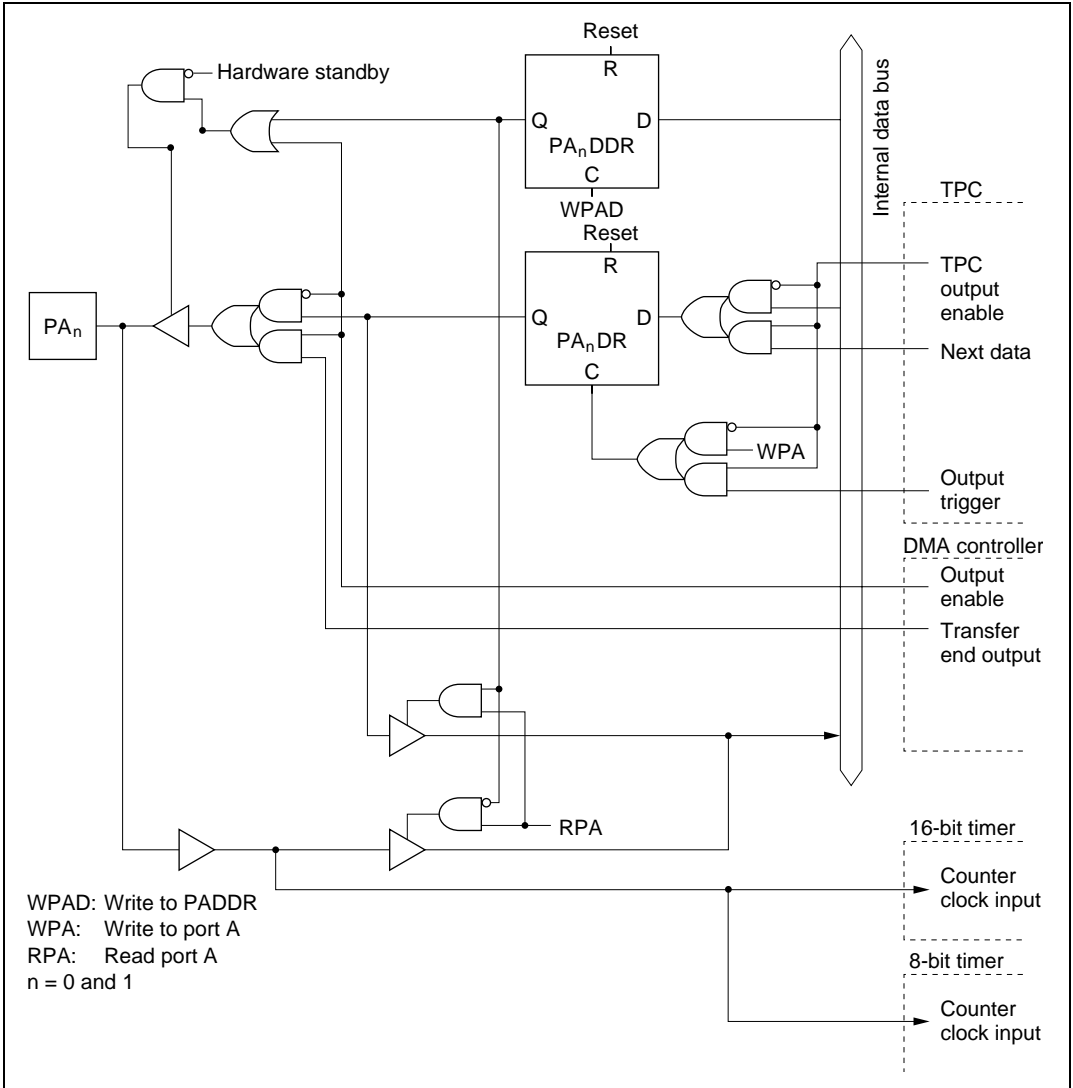 Reset
R
Hardware standby
Q
D
PAnDDR
C
WPAD
Internal data bus
TPC
Reset
R
TPC
output
enable
PAn
Q
D
PAnDR
C
Next data
WPA
Output
trigger
DMA controller
Output
enable
Transfer
end output
RPA
16-bit timer
Counter
clock input
WPAD: Write to PADDR
WPA: Write to port A
RPA: Read port A
n = 0 and 1
8-bit timer
Counter
clock input